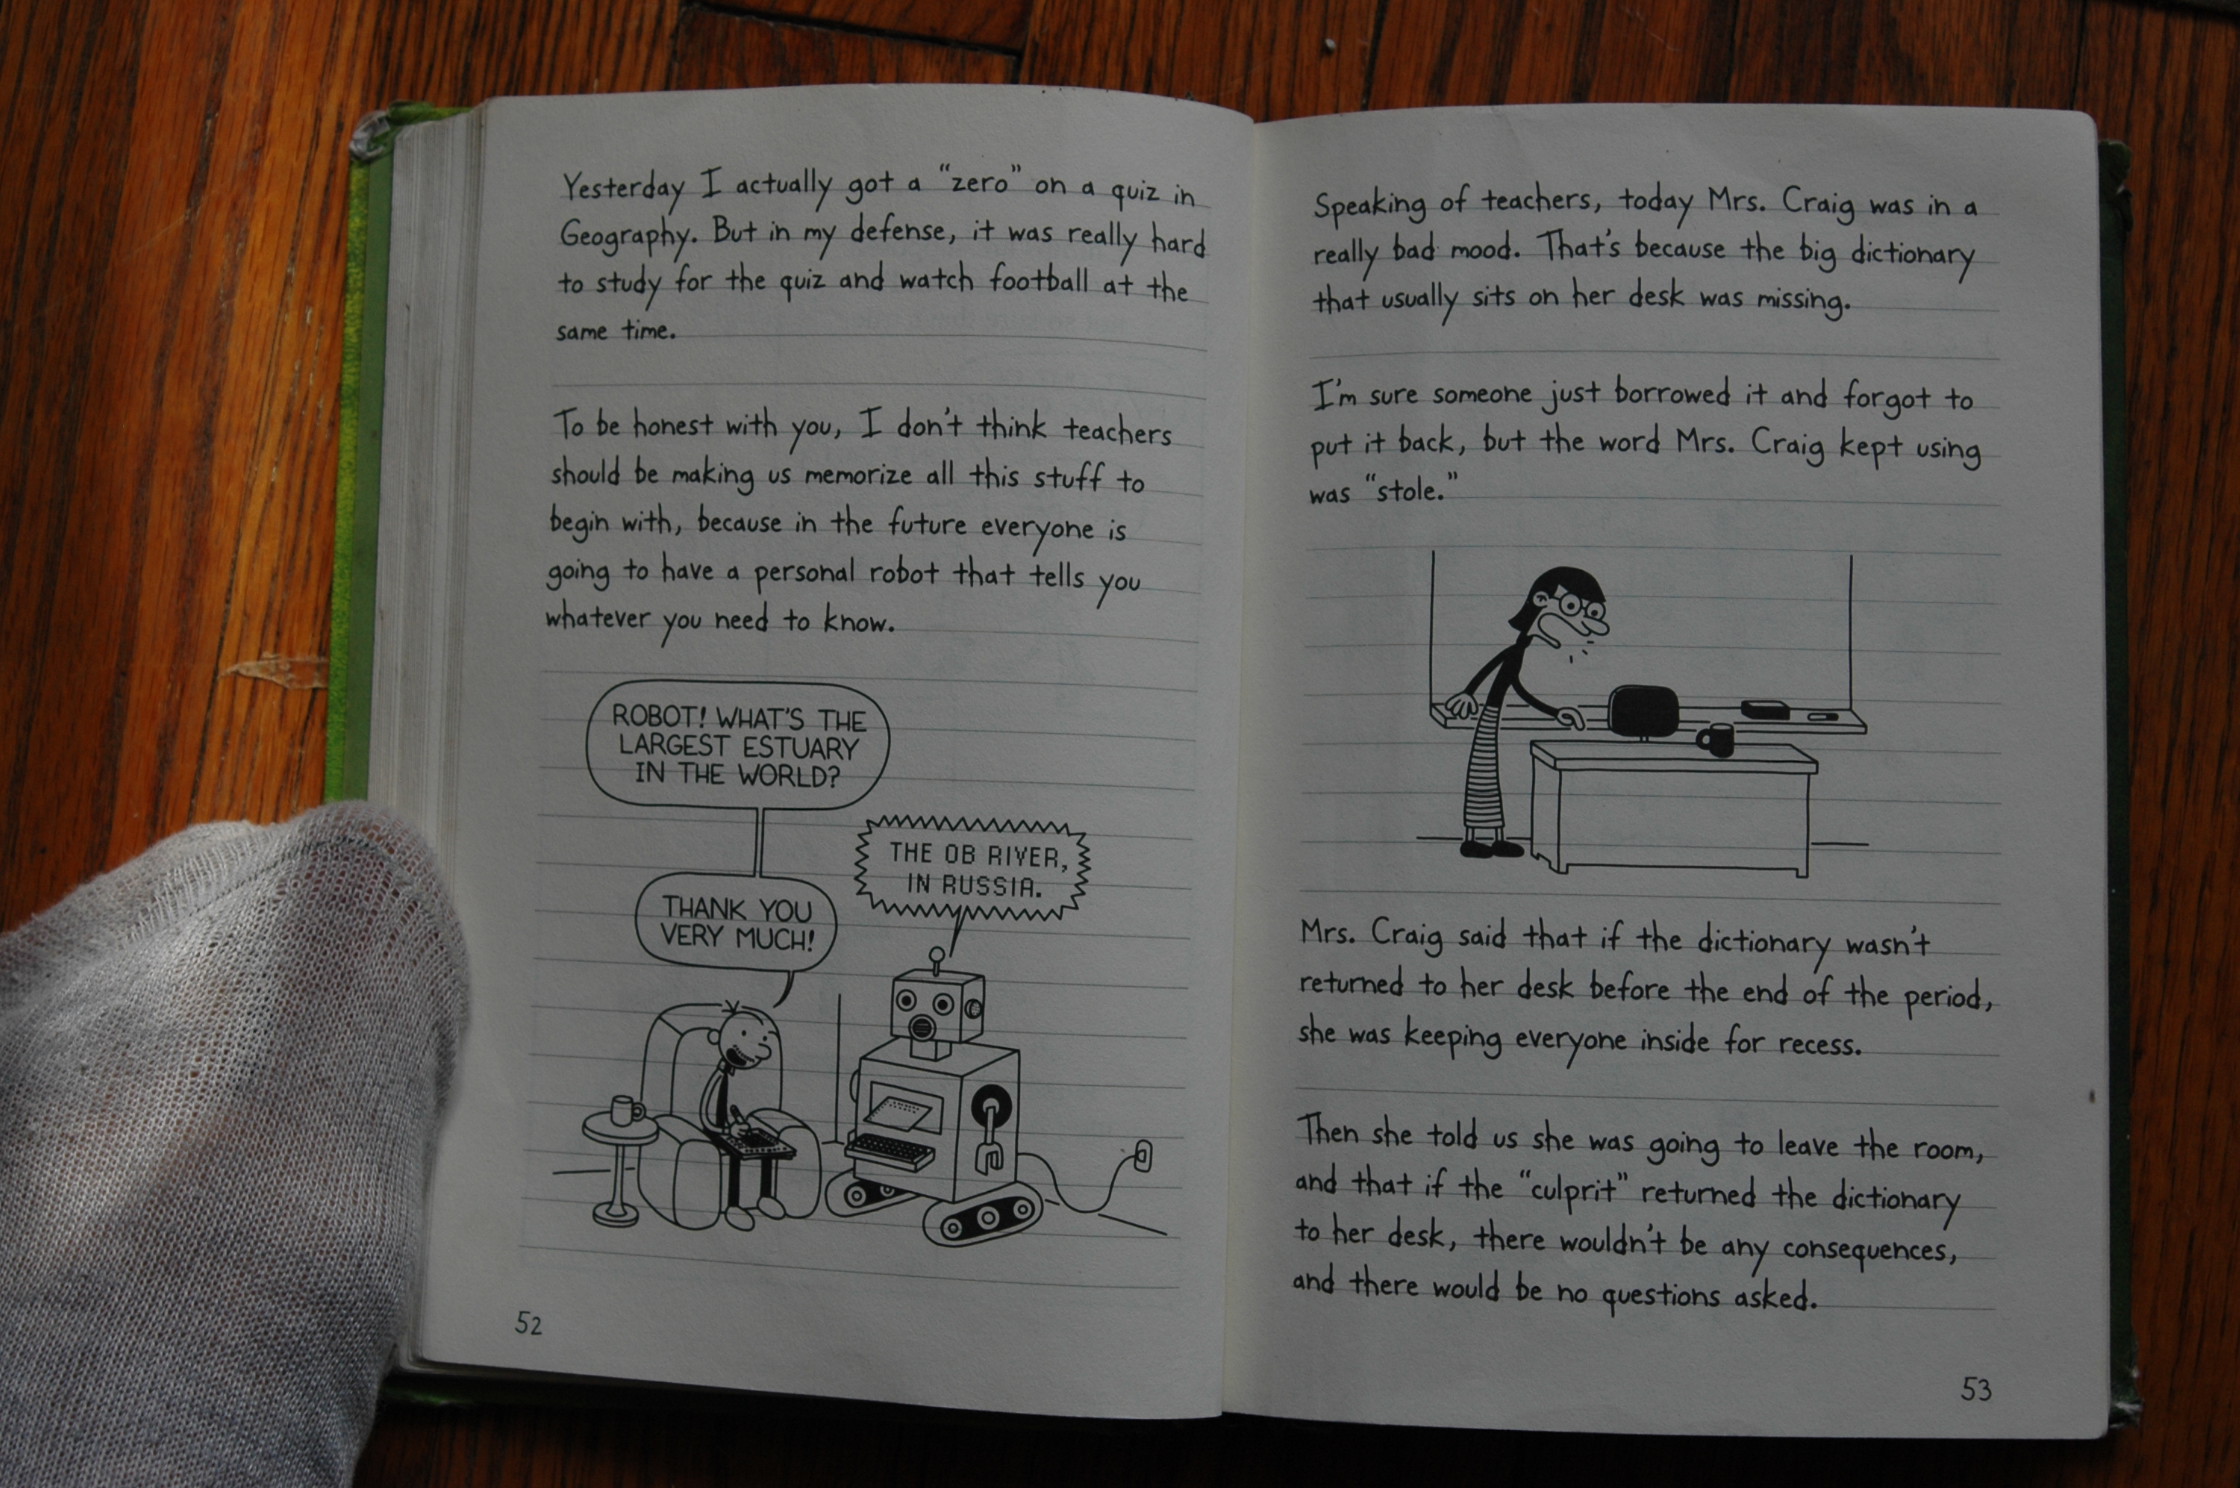 Yesterday I actually got a “zero” on a quiz in
Geography. But in my defense, it was really hard
to study for the quiz and watch football at the
same time.
To be honest with you, I don't think teachers
should be making us memorize all this stuff to
begin with, because in the future everyone is
going to have a personal robot that tells you
whatever you need to know.
ROBOT! WHAT'S THE
LARGEST ESTUARY
IN THE WORLD?
THE OB RIVER,
IN RUSSIA.
THANK YOU
VERY MUCH!
52
Speaking of teachers, today Mrs. Craig was in a
really bad mood. That's because the big dictionary
that usually sits on her desk was missing.
I'm sure someone just borrowed it and forgot to
put it back, but the word Mrs. Craig kept using
was “stole.”
Mrs. Craig said that if the dictionary wasn't
returned to her desk before the end of the period,
she was keeping everyone inside for recess.
Then she told us she was going to leave the room,
and that if the “culprit” returned the dictionary
to her desk, there wouldn't be any consequences,
and there would be no questions asked.
53